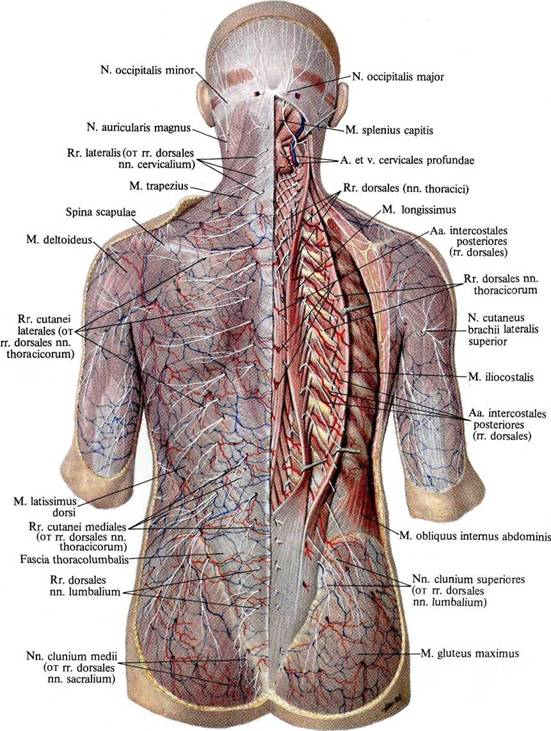 N. occipitalis minor
N. auricularis magnus
Rr. lateralis (от rr. dorsales
nn. cervicalium)
M. trapezius
Spina scapulae
M. deltoideus
Rr. cutanei
laterales (от
rr. dorsales nn.
thoracicorum)
M. latissimus
dorsi
Rr. cutanei mediales
(от rr. dorsales nn.
thoracicorum)
Fascia thoracolumbalis
Rr. dorsales
nn. lumbalium
Nn. clunium medii
(от rr. dorsales
nn. sacralium)
N. occipitalis major
M. splenius capitis
A. et v. cervicales profundae
Rr. dorsales (nn. thoracici)
M. longissimus
Aa. intercostales
posteriores
(rr. dorsales)
Rr. dorsales nn.
thoracicorum
N. cutaneus
brachii lateralis
superior
M. iliocostalis
Aa. intercostales
posteriores
(rr. dorsales)
M. obliquus internus abdominis
Nn. clunium superiores
(от rr. dorsales
nn. lumbalium)
M. gluteus maximus